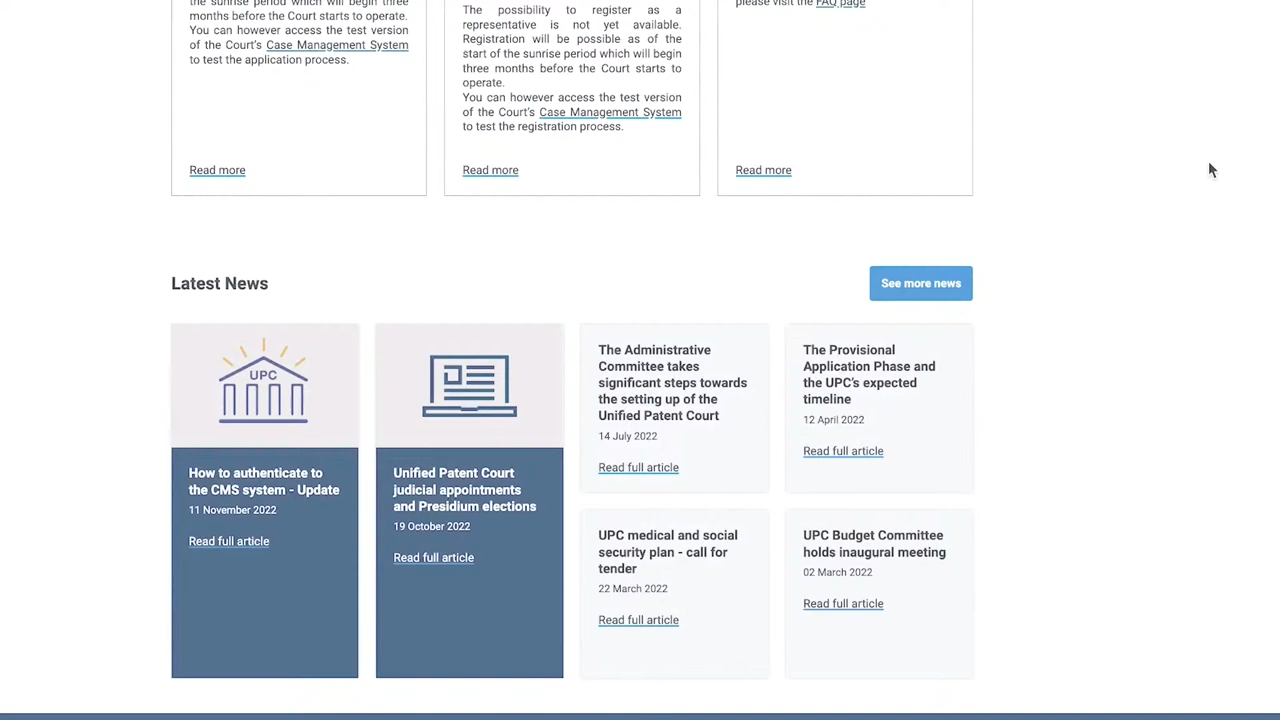 the sunrise period which will begin three
months before the Court starts to operate.
You can however access the test version
of the Court's Case Management System
to test the application process.
Read more
The possibility to register as a
representative is not yet available.
Registration will be possible as of the
start of the sunrise period which will begin
three months before the Court starts to
operate.
You can however access the test version
of the Court's Case Management System
to test the registration process.
Read more
please visit the FAQ page
Read more
Latest News
See more news
UPC
How to authenticate to
the CMS system - Update
11 November 2022
Read full article
Unified Patent Court
judicial appointments
and Presidium elections
19 October 2022
Read full article
The Administrative
Committee takes
significant steps towards
the setting up of the
Unified Patent Court
14 July 2022
Read full article
The Provisional
Application Phase and
the UPC's expected
timeline
12 April 2022
Read full article
UPC medical and social
security plan - call for
tender
22 March 2022
Read full article
UPC Budget Committee
holds inaugural meeting
02 March 2022
Read full article